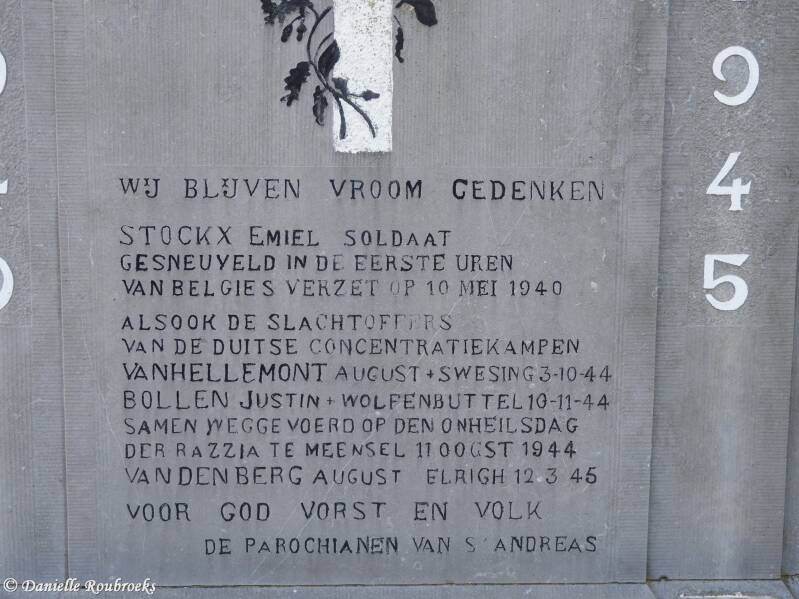 WIJ BLIJVEN VROOM GEDENKEN
STOCKX EMIEL SOLDAAT
GESNEUVELD IN DE EERSTE UREN
VAN BELGIES VERZET OP 10 MEI 1940
ALSOOK DE SLACHTOFFERS
VAN DE DUITSE CONCENTRATIEKAMPEN
VANHELLEMONT AUGUST + SWESING 3-10-44
BOLLEN JUSTIN + WOLFENBUTTEL 10-11-44
SAMEN WEGGEVOERD OP DEN ONHEILSDAG
DER RAZZIA TE MEENSEL 11 OOGST 1944
VANDENBERG AUGUST ELRIGH 12 3 45
VOOR GOD VORST EN VOLK
DE PAROCHIANEN VAN S' ANDREAS
9
4
5
© Danielle Roubroeks